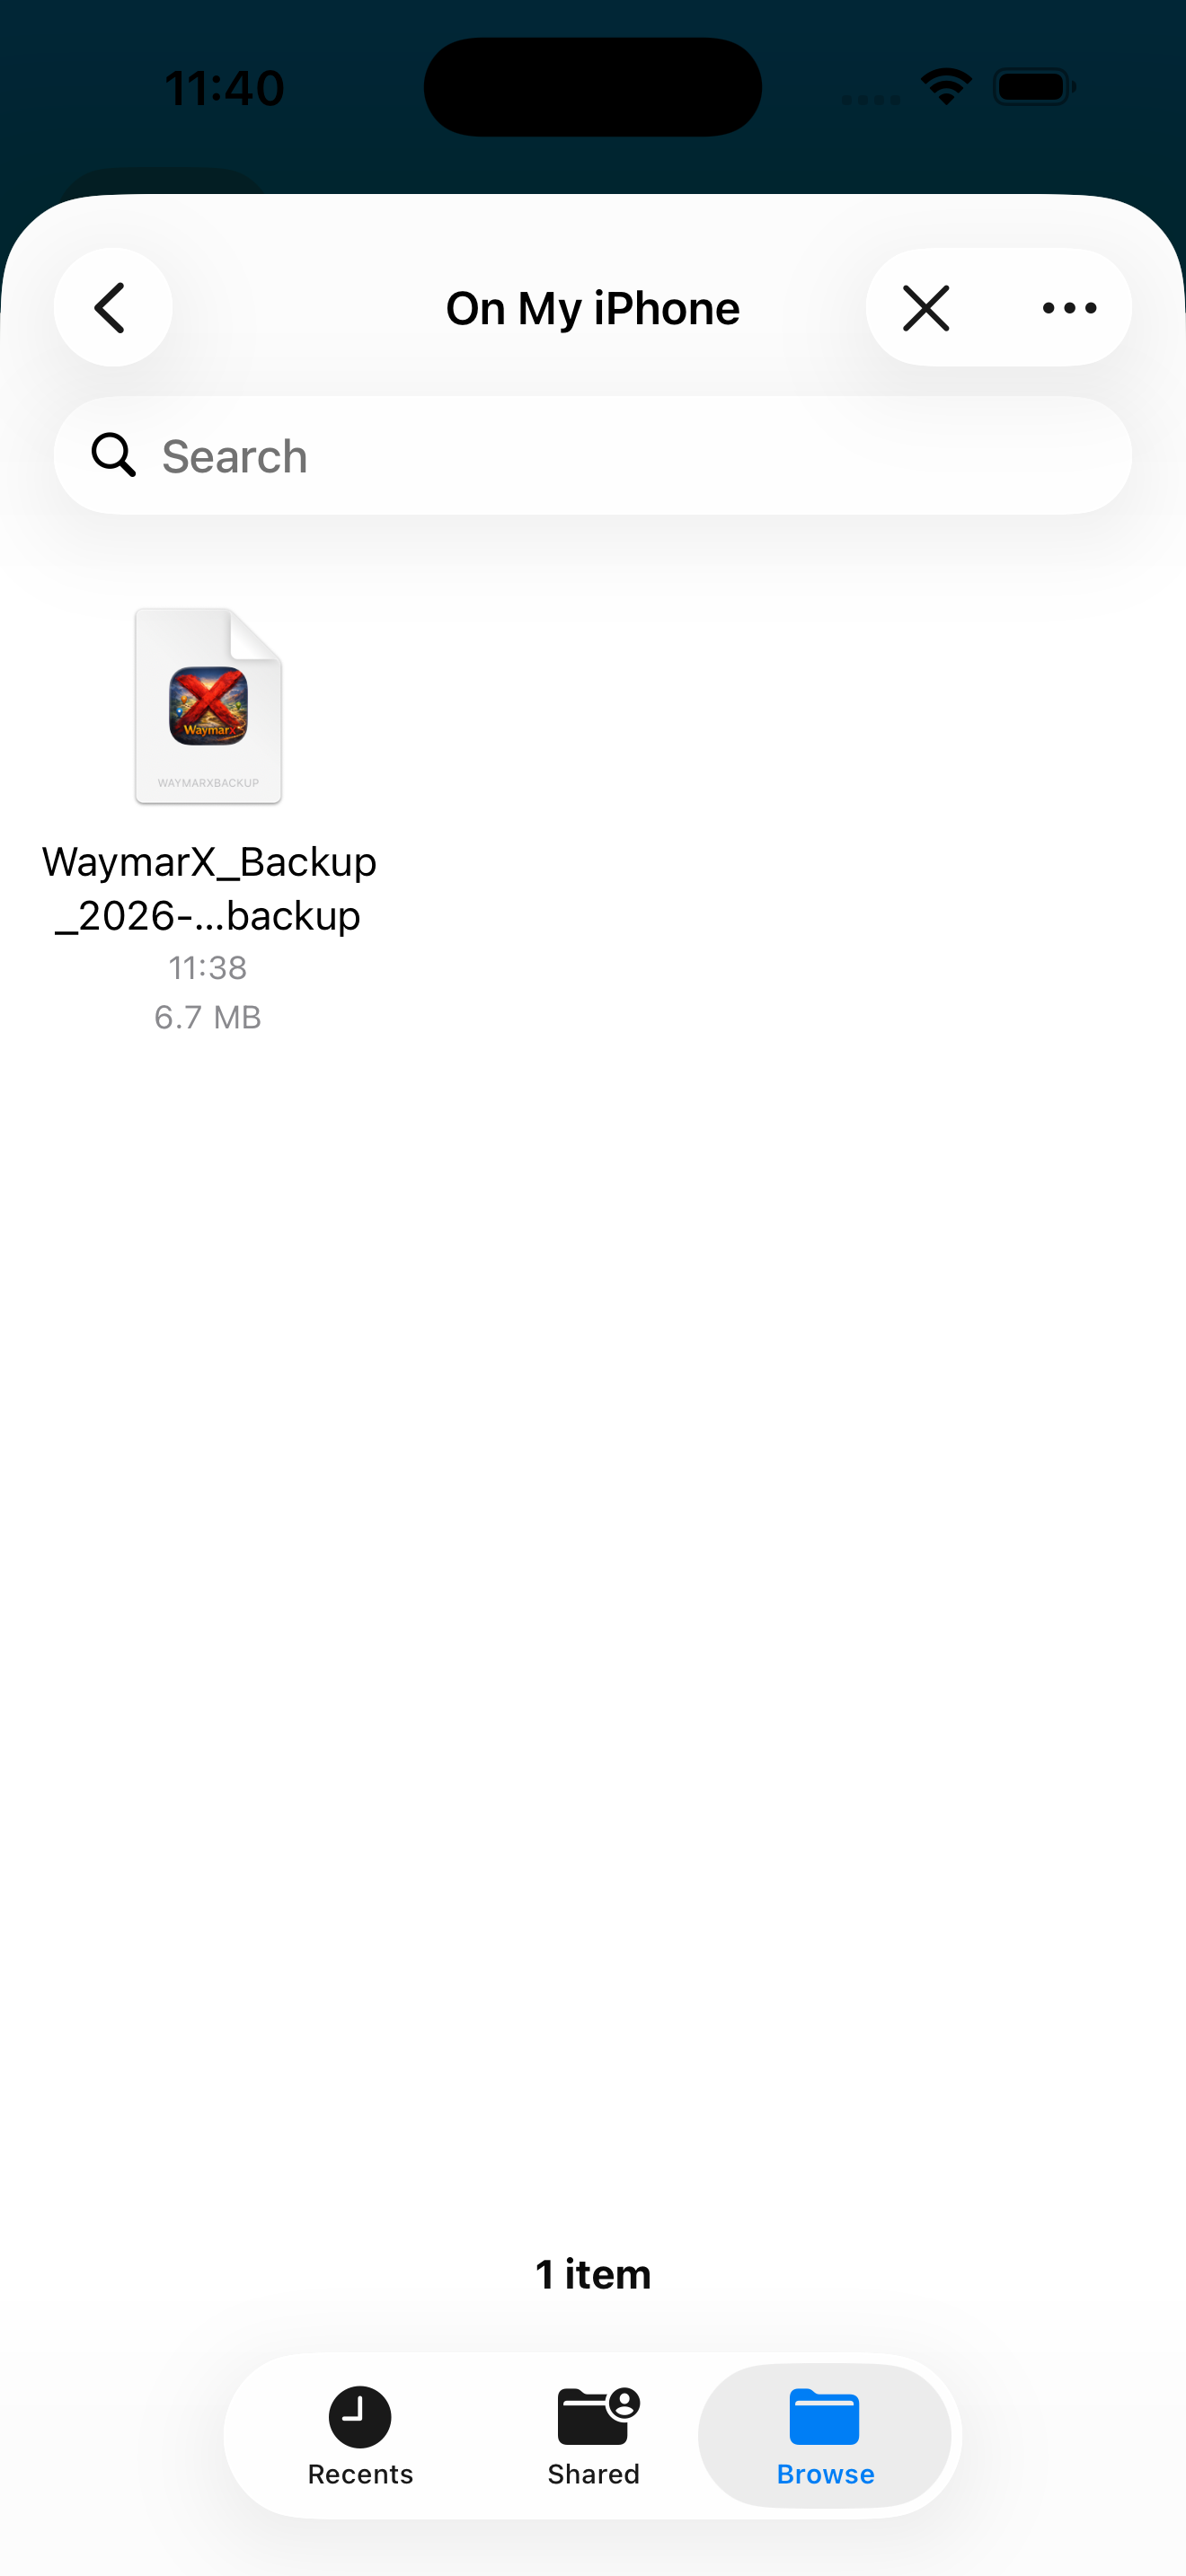 11:40
On My iPhone
Search
WaymarX
WAYMARXBACKUP
WaymarX_Backup
_2026-...backup
11:38
6.7 MB
1 item
Recents
Shared
Browse